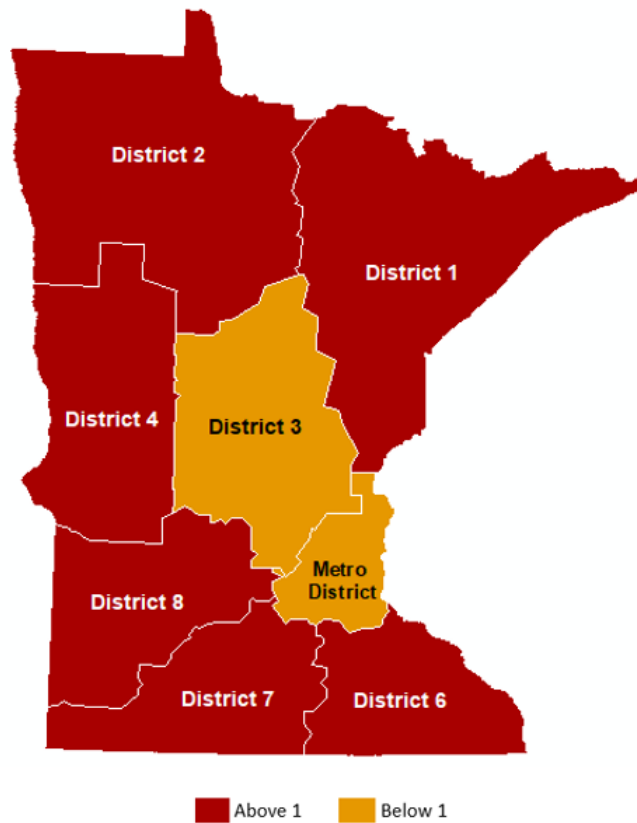 District 2
District 1
District 4
District 3
Metro
District
District 8
District 7
District 6
Above 1
Below 1